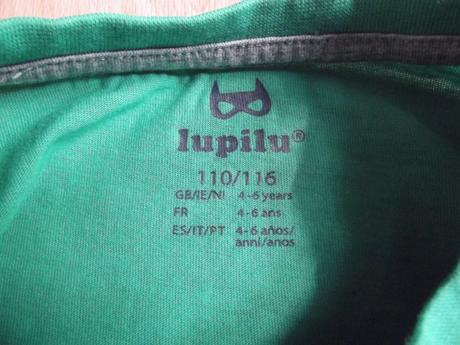 lupilu®
110/116
GB/IE/NI 4-6 years
FR 4-6 ans
ES/IT/PT 4-6 años/
anni/anos